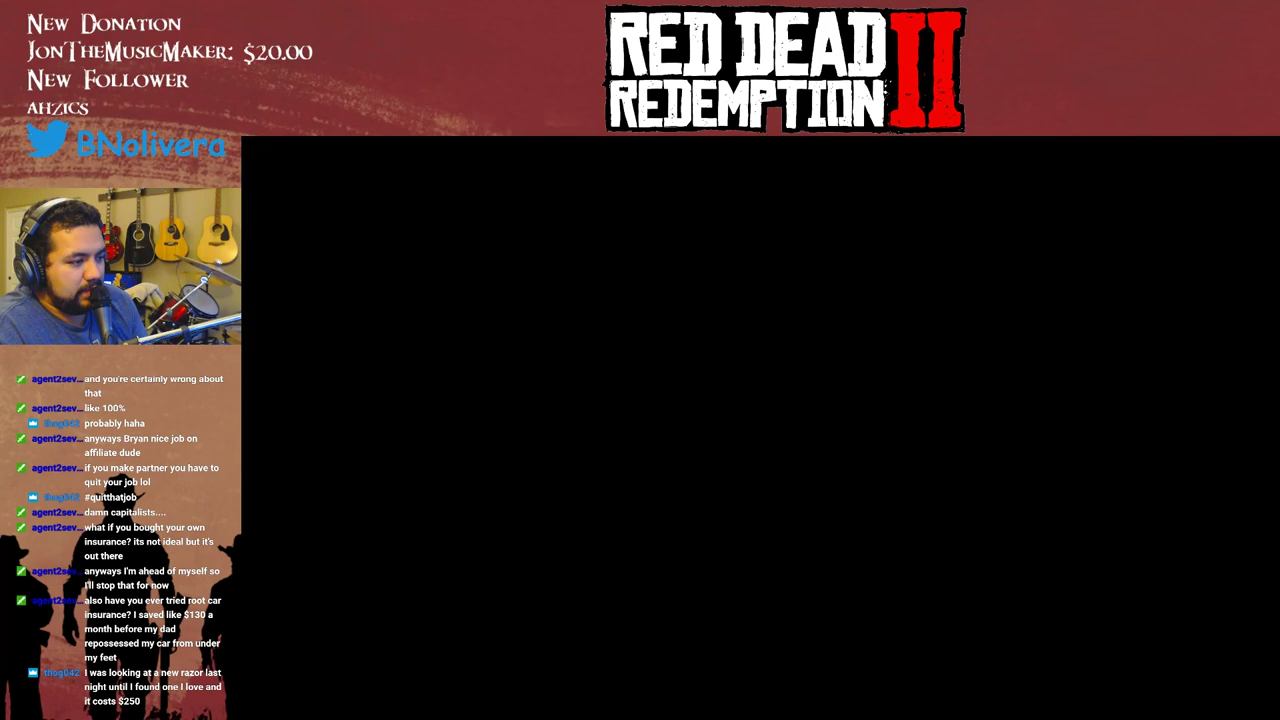 New Donation
JonTheMusicMaker: $20.00
New Follower
ahzics
BNolivera
RED DEAD
REDEMPTION II
agent2sev... and you're certainly wrong about
that
agent2sev... like 100%
thog042 probably haha
agent2sev... anyways Bryan nice job on
affiliate dude
agent2sev... if you make partner you have to
quit your job lol
thog042 #quitthatjob
agent2sev... damn capitalists....
agent2sev... what if you bought your own
insurance? its not ideal but it's
out there
agent2sev... anyways I'm ahead of myself so
I'll stop that for now
agent2sev... also have you ever tried root car
insurance? I saved like $130 a
month before my dad
repossessed my car from under
my feet
thog042 I was looking at a new razor last
night until I found one I love and
it costs $250